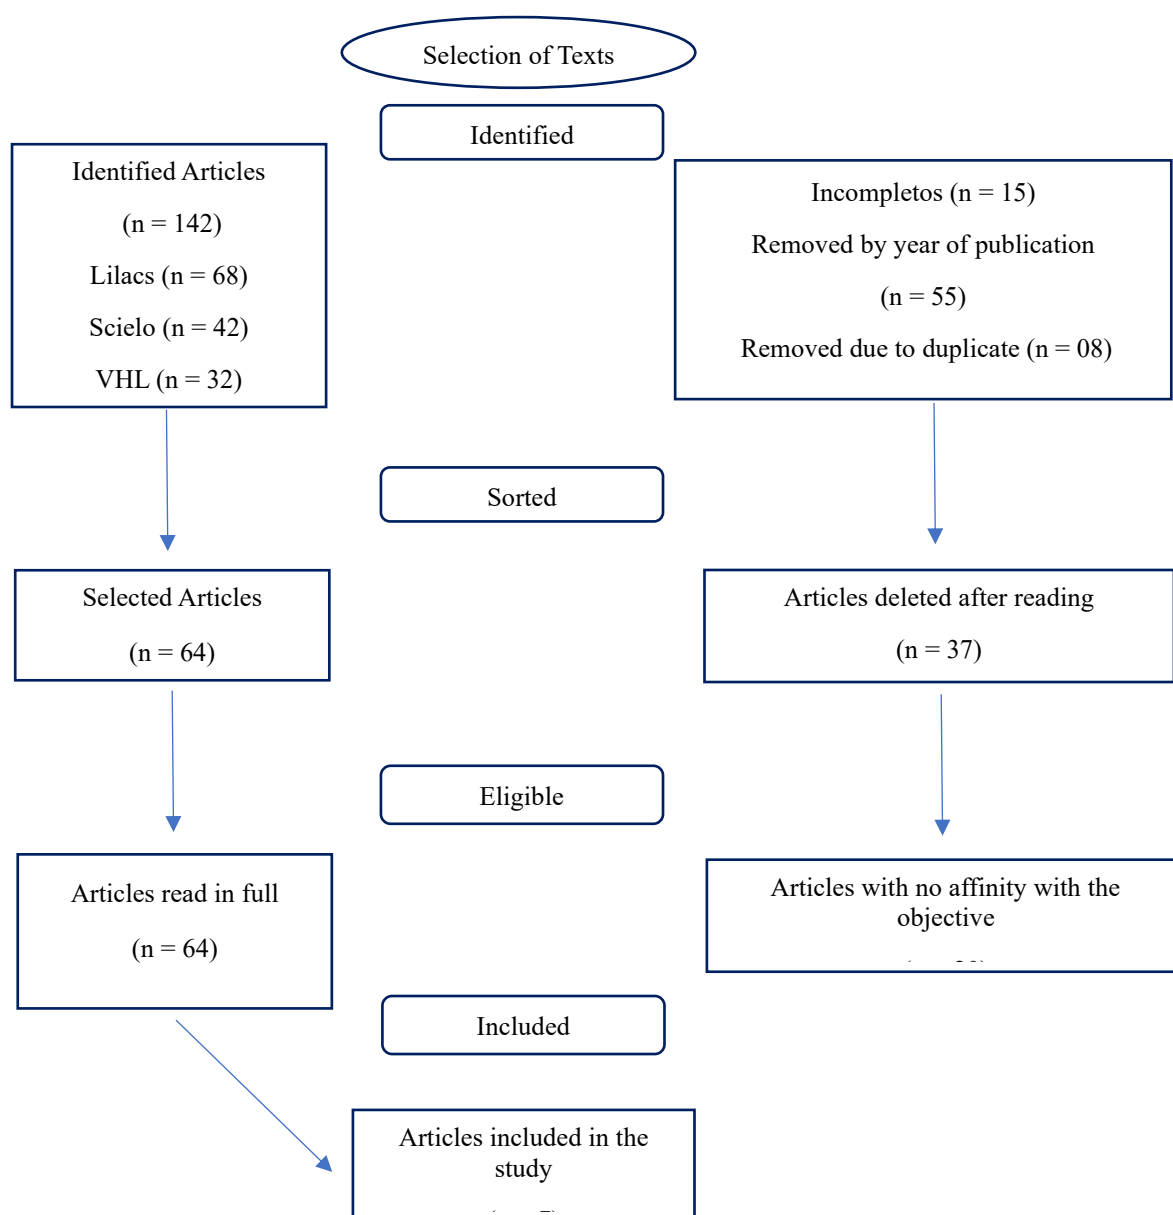 Selection of Texts
Identified
Identified Articles
(n = 142)
Lilacs (n = 68)
Scielo (n = 42)
VHL (n = 32)
Incompletos (n = 15)
Removed by year of publication
(n = 55)
Removed due to duplicate (n = 08)
Sorted
Selected Articles
(n = 64)
Articles deleted after reading
(n = 37)
Eligible
Articles read in full
(n = 64)
Articles with no affinity with the
objective
Included
Articles included in the
study